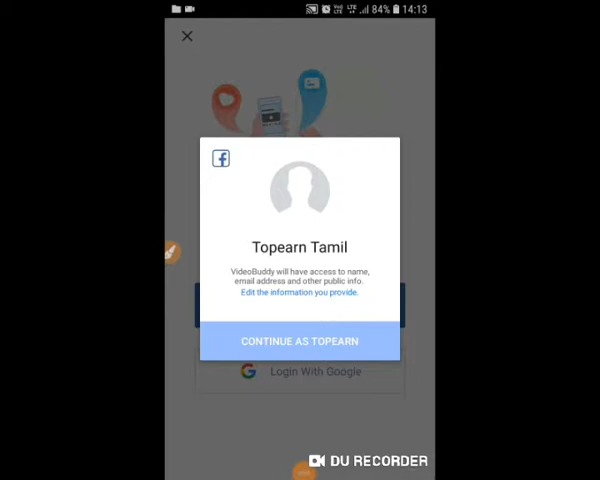 84% 14:13
Topearn Tamil
VideoBuddy will have access to name,
email address and other public info.
Edit the information you provide.
CONTINUE AS TOPEARN
Login With Google
DU RECORDER